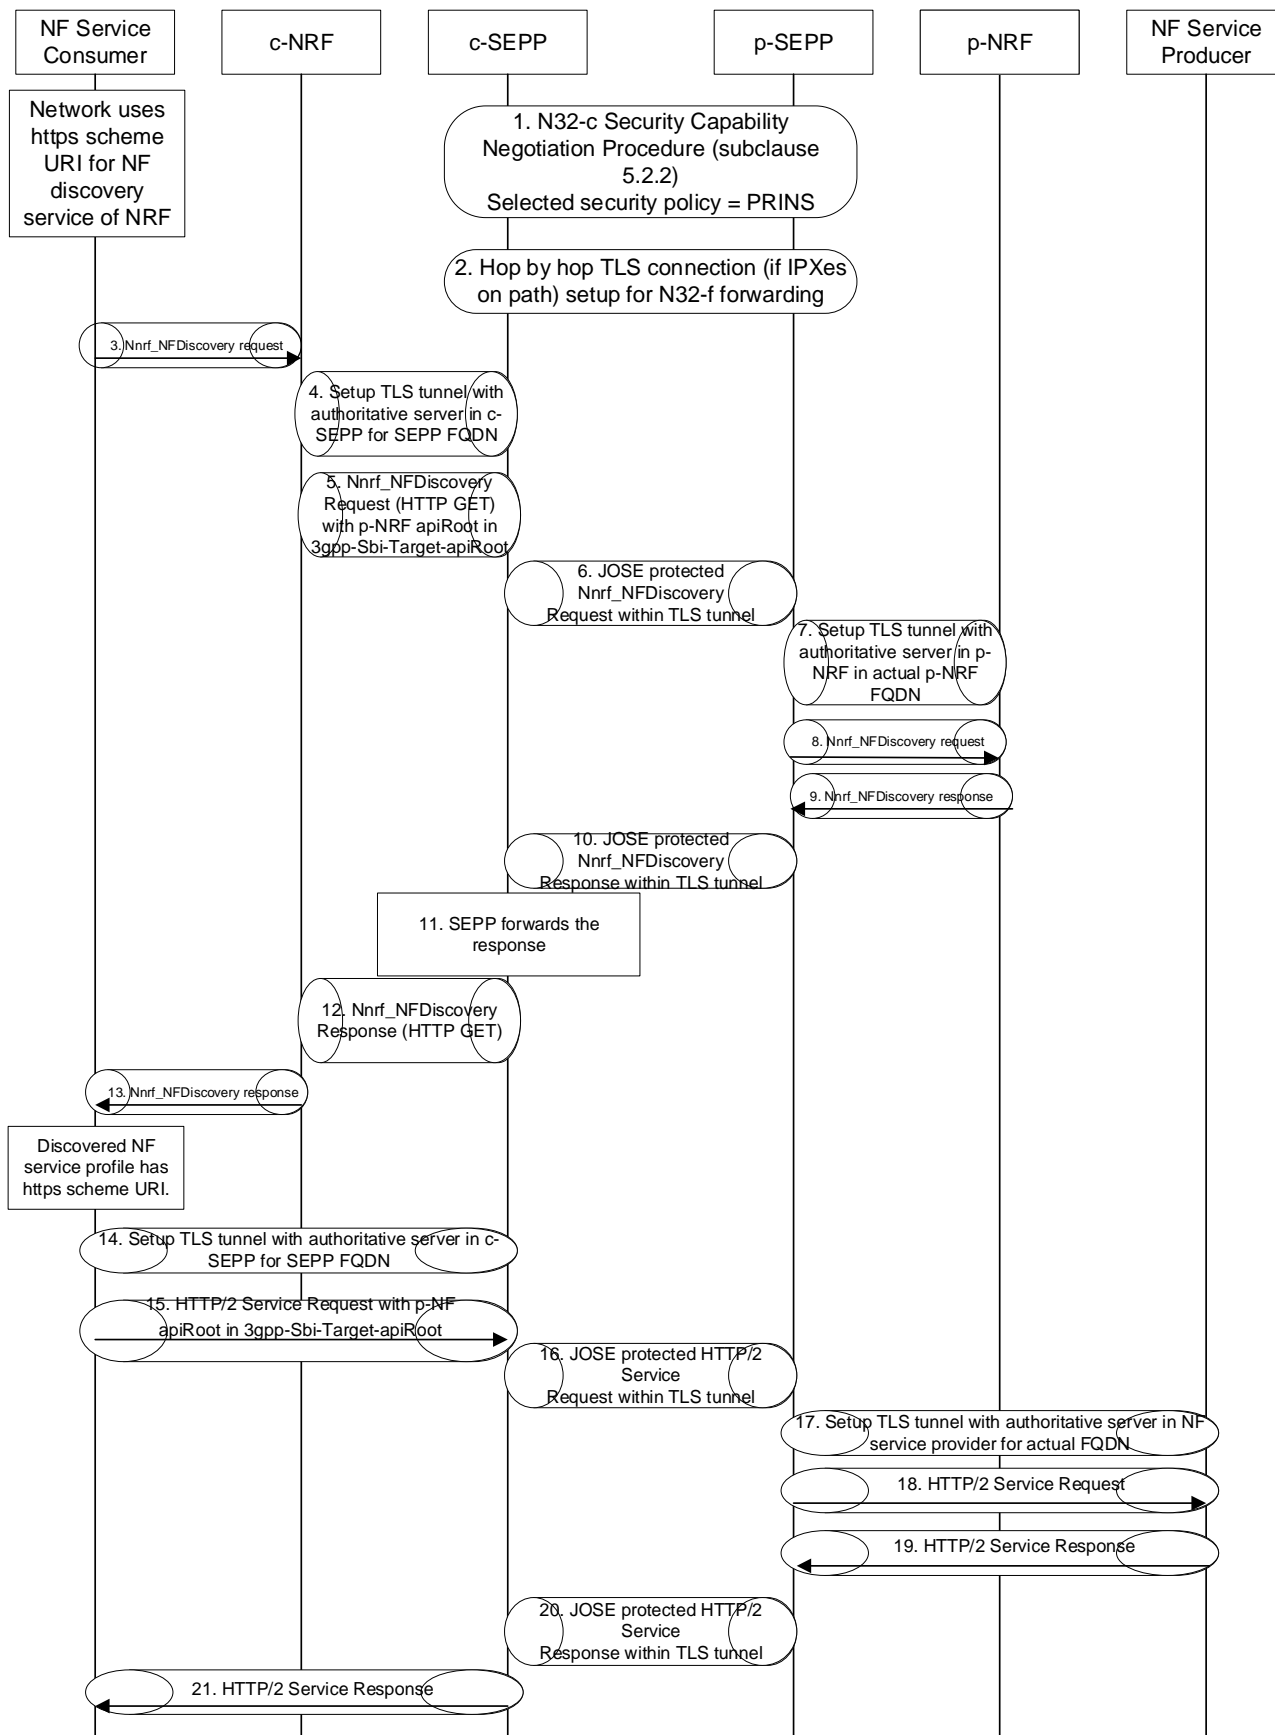 NF Service
Consumer
c-NRF
c-SEPP
p-SEPP
p-NRF
NF Service
Producer
Network uses
https scheme
URI for NF
discovery
service of NRF
1. N32-c Security Capability
Negotiation Procedure (subclause
5.2.2)
Selected security policy = PRINS
2. Hop by hop TLS connection (if IPXes
on path) setup for N32-f forwarding
3. Nnrf_NFDiscovery request
4. Setup TLS tunnel with
authoritative server in c-
SEPP for SEPP FQDN
5. Nnrf_NFDiscovery
Request (HTTP GET)
with p-NRF apiRoot in
3gpp-Sbi-Target-apiRoot
6. JOSE protected
Nnrf_NFDiscovery
Request within TLS tunnel
7. Setup TLS tunnel with
authoritative server in p-
NRF in actual p-NRF
FQDN
8. Nnrf_NFDiscovery request
9. Nnrf_NFDiscovery response
10. JOSE protected
Nnrf_NFDiscovery
Response within TLS tunnel
11. SEPP forwards the
response
12. Nnrf_NFDiscovery
Response (HTTP GET)
13. Nnrf_NFDiscovery response
Discovered NF
service profile has
https scheme URI.
14. Setup TLS tunnel with authoritative server in c-
SEPP for SEPP FQDN
15. HTTP/2 Service Request with p-NF
apiRoot in 3gpp-Sbi-Target-apiRoot
16. JOSE protected HTTP/2
Service
Request within TLS tunnel
17. Setup TLS tunnel with authoritative server in NF
service provider for actual FQDN
18. HTTP/2 Service Request
19. HTTP/2 Service Response
20. JOSE protected HTTP/2
Service
Response within TLS tunnel
21. HTTP/2 Service Response